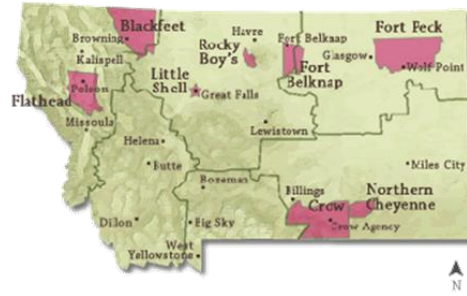 Blackfeet
Browning
Kalispell
Havre
Fort Belkaap
Fort Peck
Rocky
Boy's
Glasgow
Fort
Belknap
Wolf Point
Little
Shell
Polson
Flathead
Great Falls
Missoula
Lewistown
Helena
Butte
Miles City
Bozeman
Billings
Northern
Cheyenne
Crow
Crow Agency
Dillon
Big Sky
West
Yellowstone
N